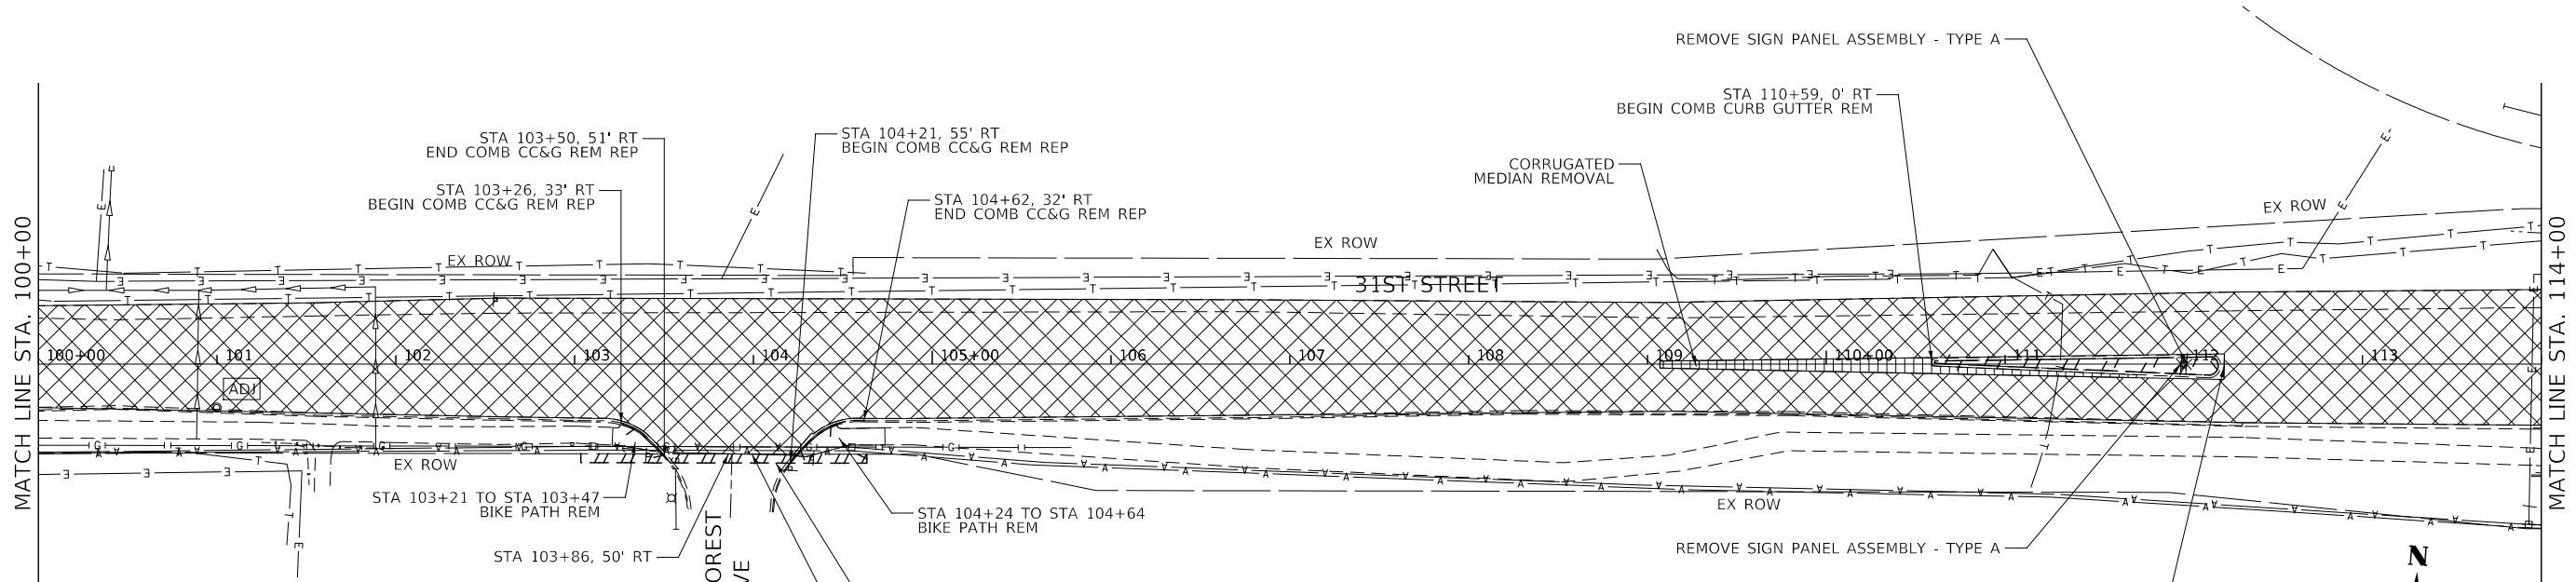 REMOVE SIGN PANEL ASSEMBLY - TYPE A
STA 110+59, 0' RT
BEGIN COMB CURB GUTTER REM
STA 103+50, 51' RT
END COMB CC&G REM REP
STA 104+21, 55' RT
BEGIN COMB CC&G REM REP
CORRUGATED
MEDIAN REMOVAL
STA 103+26, 33' RT
BEGIN COMB CC&G REM REP
STA 104+62, 32' RT
END COMB CC&G REM REP
EX ROW
EX ROW
EX ROW
31ST STREET
MATCH LINE STA. 100+00
MATCH LINE STA. 114+00
100+00
101
102
103
104
105+00
106
107
108
109
110+00
111
112
113
ADJ
EX ROW
STA 103+21 TO STA 103+47
BIKE PATH REM
EX ROW
STA 104+24 TO STA 104+64
BIKE PATH REM
STA 103+86, 50' RT
OREST
VE
REMOVE SIGN PANEL ASSEMBLY - TYPE A
N